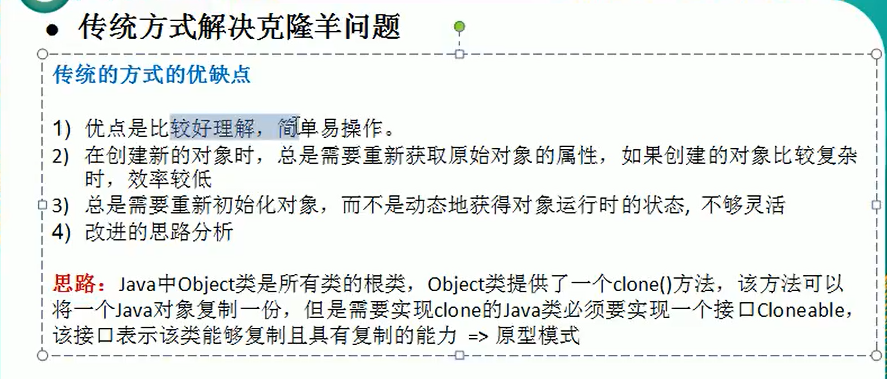 ● 传统方式解决克隆羊问题
传统的方式的优缺点
1) 优点是比较好理解，简单易操作。
2) 在创建新的对象时，总是需要重新获取原始对象的属性，如果创建的对象比较复杂
时，效率较低
3) 总是需要重新初始化对象，而不是动态地获得对象运行时的状态, 不够灵活
4) 改进的思路分析
思路：Java中Object类是所有类的根类，Object类提供了一个clone()方法，该方法可以
将一个Java对象复制一份，但是需要实现clone的Java类必须要实现一个接口Cloneable，
该接口表示该类能够复制且具有复制的能力 => 原型模式